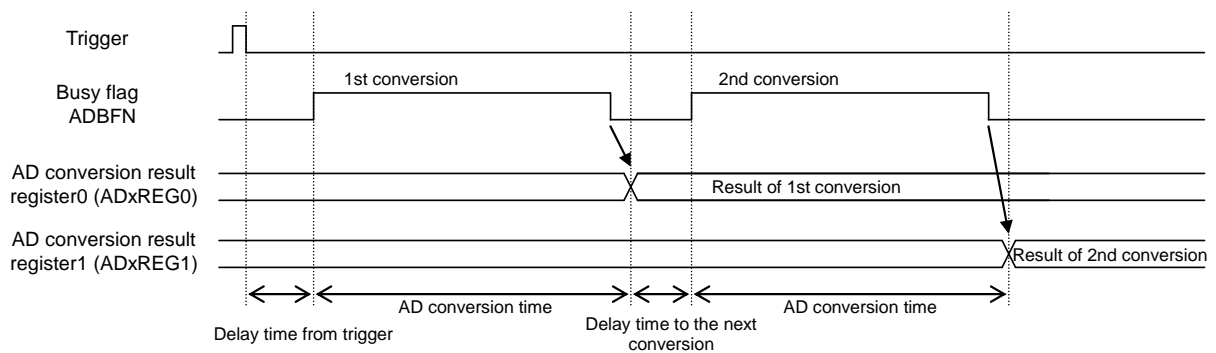 Trigger
1st conversion
2nd conversion
Busy flag
ADBFN
AD conversion result
register0 (ADxREG0)
Result of 1st conversion
AD conversion result
register1 (ADxREG1)
Result of 2nd conversion
AD conversion time
AD conversion time
Delay time from trigger
Delay time to the next
conversion